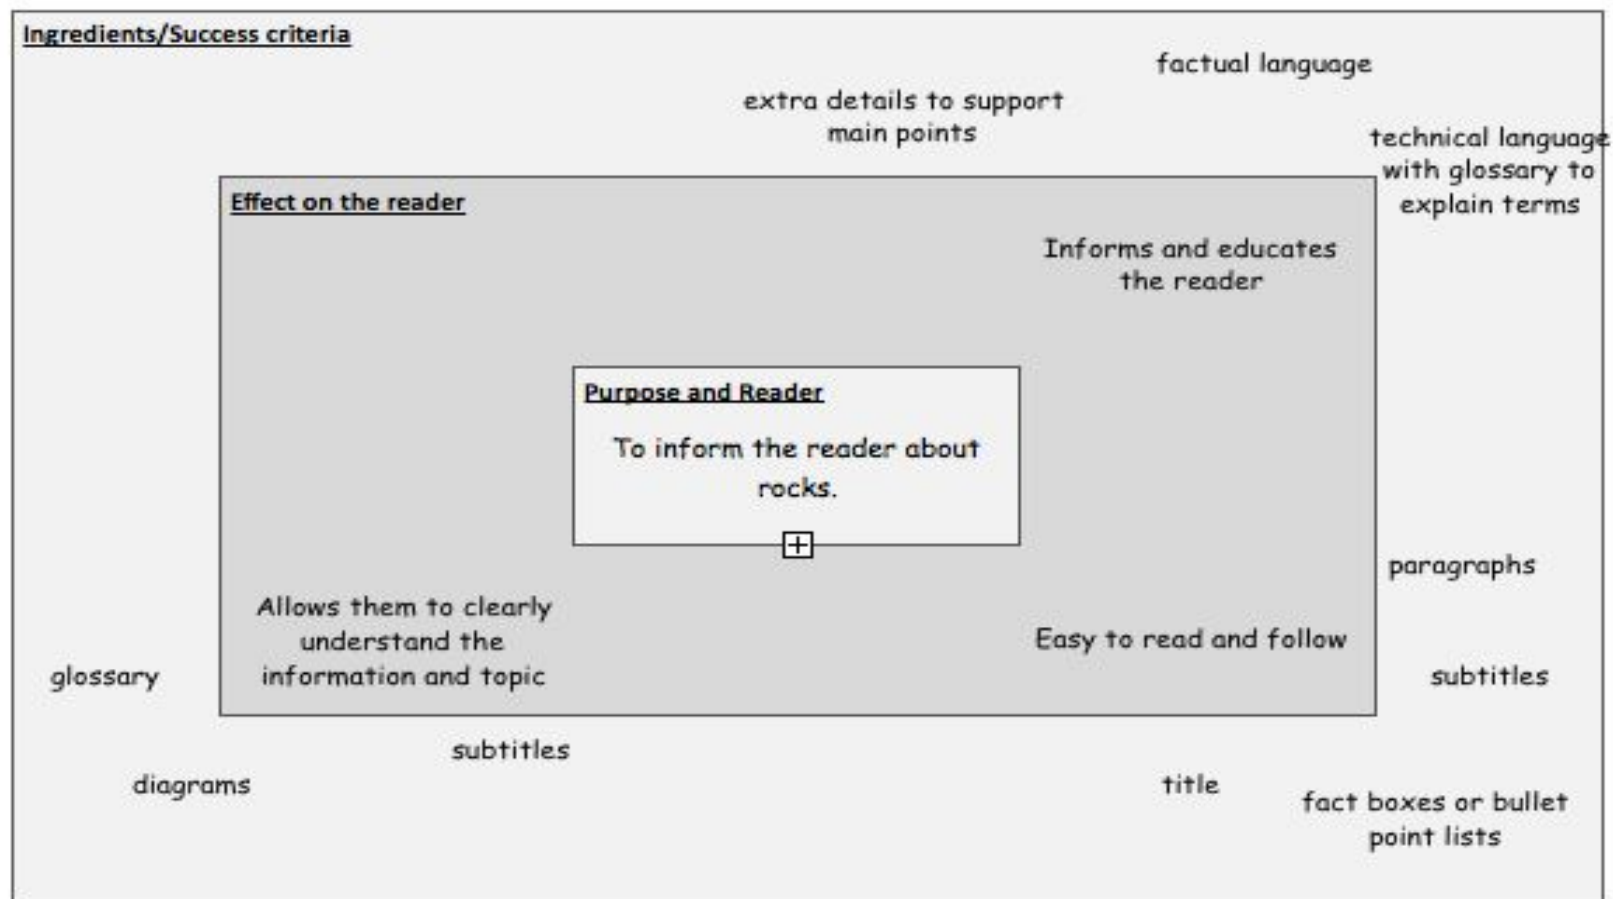 Ingredients/Success criteria
factual language
extra details to support
main points
technical language
with glossary to
explain terms
Effect on the reader
Informs and educates
the reader
Purpose and Reader
To inform the reader about
rocks.
Allows them to clearly
understand the
information and topic
Easy to read and follow
paragraphs
glossary
subtitles
subtitles
diagrams
title
fact boxes or bullet
point lists